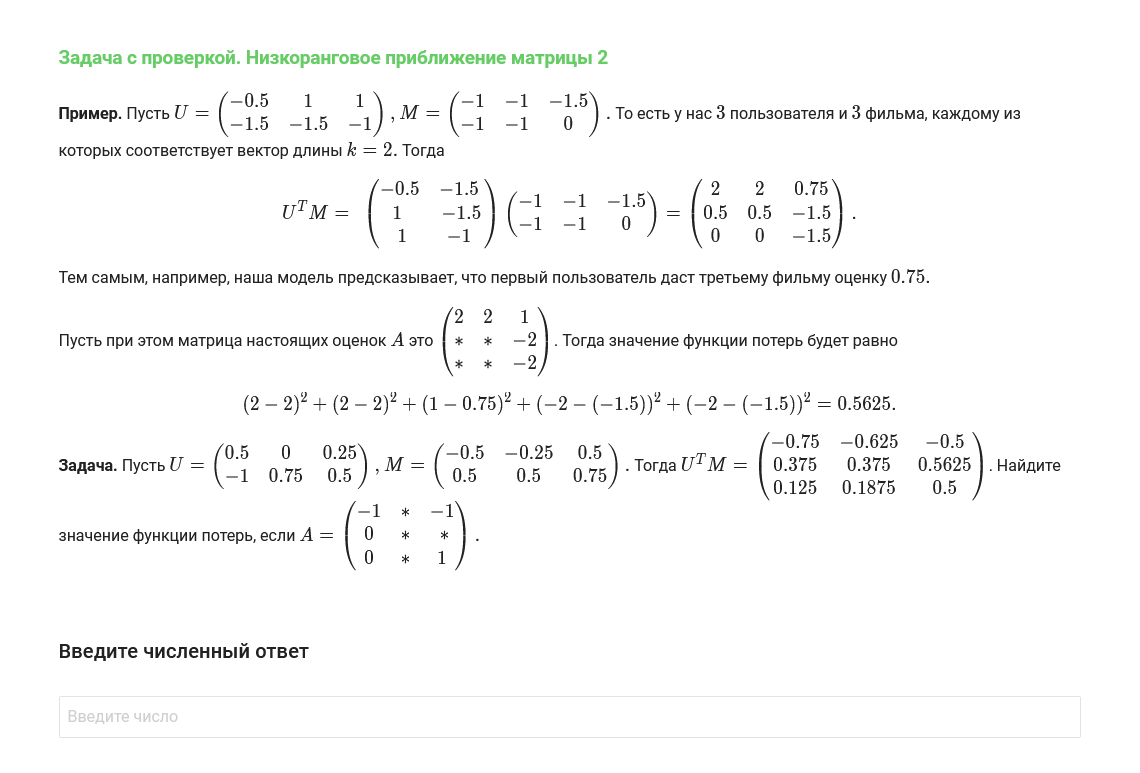 Задача с проверкой. Низкоранговое приближение матрицы 2
Пример. Пусть $U = \begin{pmatrix} -0.5 & 1 & 1 \\ -1.5 & -1.5 & -1 \end{pmatrix}, M = \begin{pmatrix} -1 & -1 & -1.5 \\ -1 & -1 & 0 \end{pmatrix}.$ То есть у нас 3 пользователя и 3 фильма, каждому из
которых соответствует вектор длины $k = 2.$ Тогда
$U^T M = \begin{pmatrix} -0.5 & -1.5 \\ 1 & -1.5 \\ 1 & -1 \end{pmatrix} \begin{pmatrix} -1 & -1 & -1.5 \\ -1 & -1 & 0 \end{pmatrix} = \begin{pmatrix} 2 & 2 & 0.75 \\ 0.5 & 0.5 & -1.5 \\ 0 & 0 & -1.5 \end{pmatrix}.$
Тем самым, например, наша модель предсказывает, что первый пользователь даст третьему фильму оценку 0.75.
Пусть при этом матрица настоящих оценок $A$ это $\begin{pmatrix} 2 & 2 & 1 \\ * & * & -2 \\ * & * & -2 \end{pmatrix}.$ Тогда значение функции потерь будет равно
$(2 - 2)^2 + (2 - 2)^2 + (1 - 0.75)^2 + (-2 - (-1.5))^2 + (-2 - (-1.5))^2 = 0.5625.$
Задача. Пусть $U = \begin{pmatrix} 0.5 & 0 & 0.25 \\ -1 & 0.75 & 0.5 \end{pmatrix}, M = \begin{pmatrix} -0.5 & -0.25 & 0.5 \\ 0.5 & 0.5 & 0.75 \end{pmatrix}.$ Тогда $U^T M = \begin{pmatrix} -0.75 & -0.625 & -0.5 \\ 0.375 & 0.375 & 0.5625 \\ 0.125 & 0.1875 & 0.5 \end{pmatrix}.$ Найдите
значение функции потерь, если $A = \begin{pmatrix} -1 & * & -1 \\ 0 & * & * \\ 0 & * & 1 \end{pmatrix}.$
Введите численный ответ
Введите число